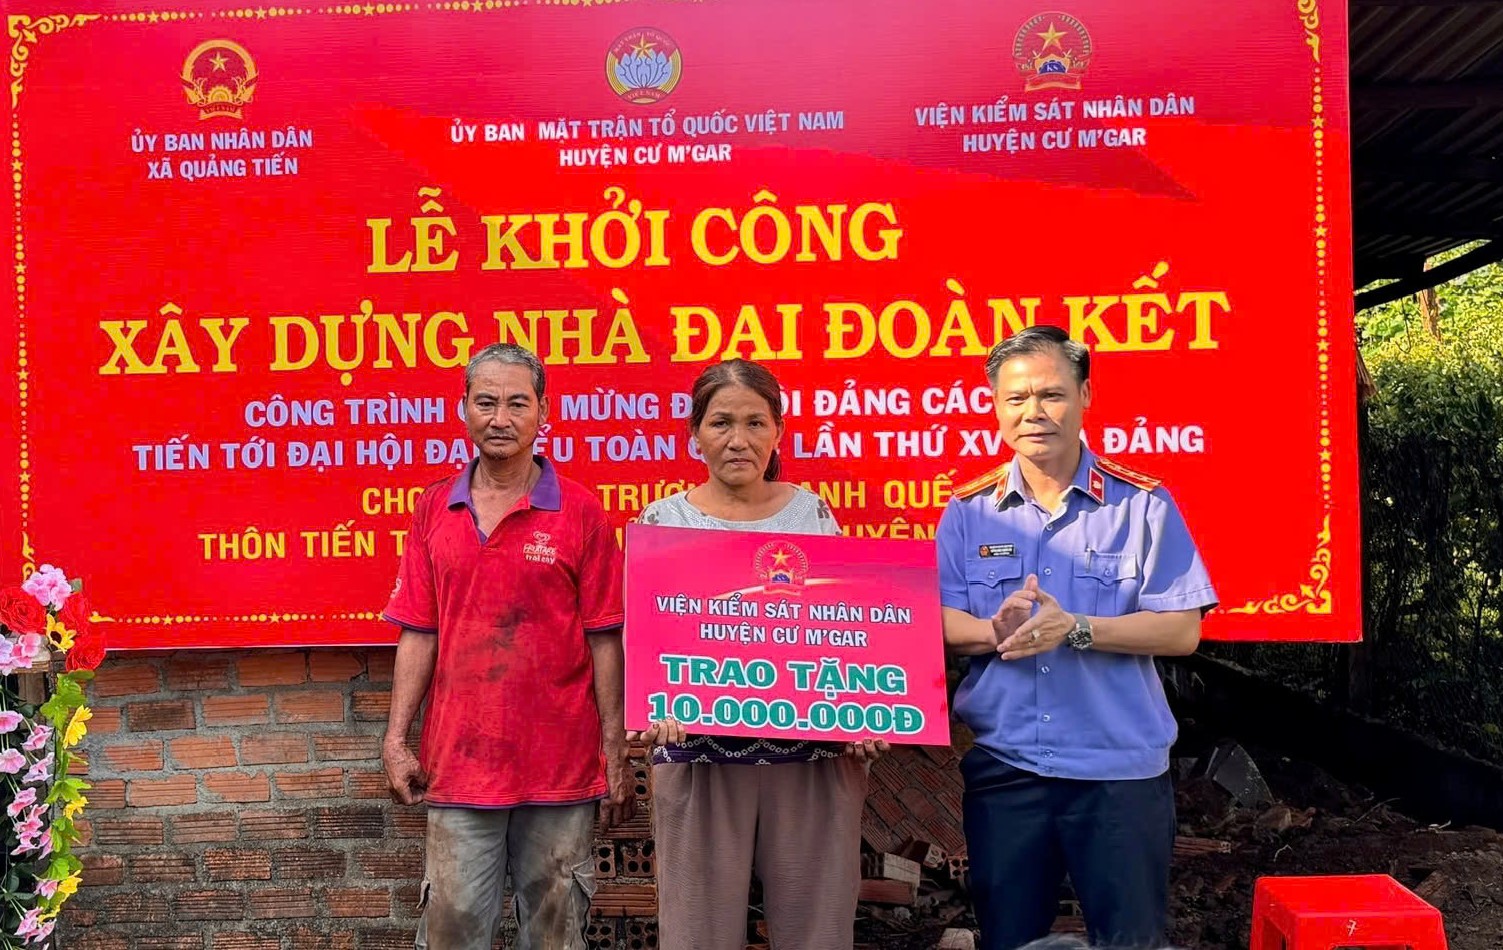 ỦY BAN NHÂN DÂN
XÃ QUẢNG TIẾN
ỦY BAN MẶT TRẬN TỔ QUỐC VIỆT NAM
HUYỆN CƯ M'GAR
VIỆN KIỂM SÁT NHÂN DÂN
HUYỆN CƯ M'GAR
LỄ KHỞI CÔNG
XÂY DỰNG NHÀ ĐẠI ĐOÀN KẾT
CÔNG TRÌNH MỪNG ĐẢNG CÁC
TIẾN TỚI ĐẠI HỘI TOÀN LẦN THỨ ĐẢNG
CHO
THÔN TIẾN
VIỆN KIỂM SÁT NHÂN DÂN
HUYỆN CƯ M'GAR
TRAO TẶNG
10.000.000Đ